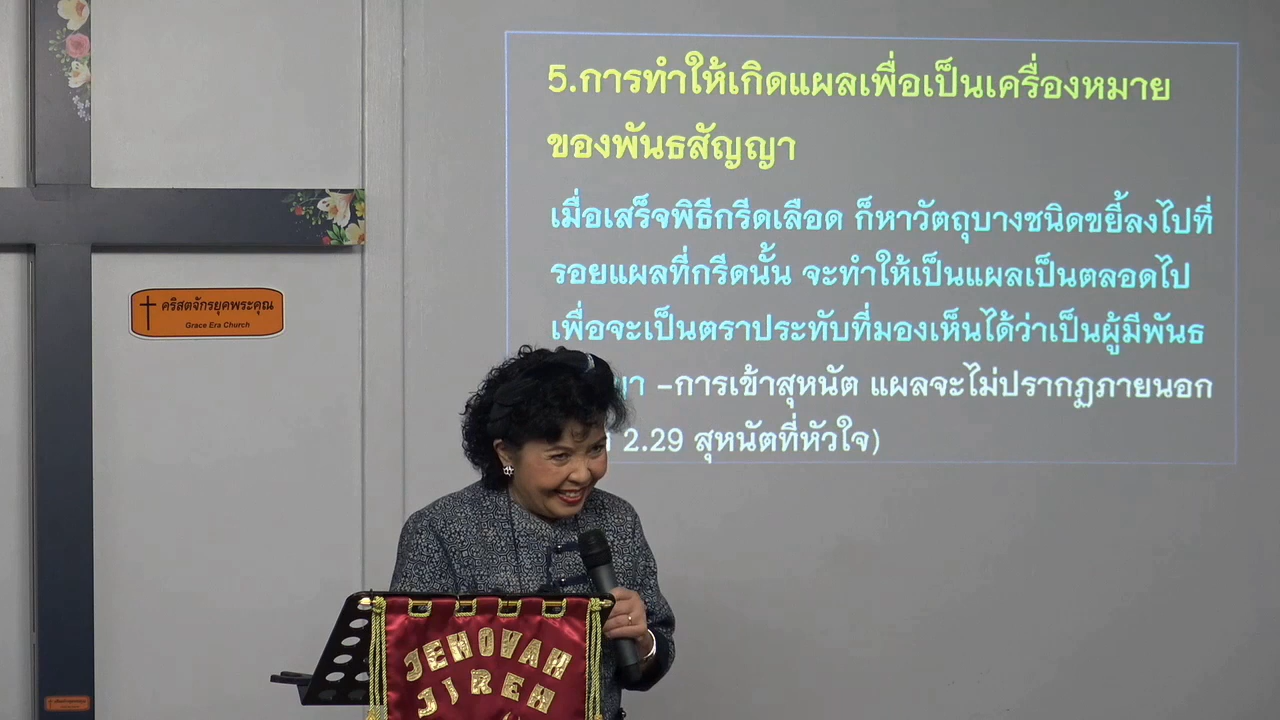 5.การทำให้เกิดแผลเพื่อเป็นเครื่องหมาย
ของพันธสัญญา
เมื่อเสร็จพิธีกรีดเลือด ก็หาวัตถุบางชนิดขยี้ลงไปที่
รอยแผลที่กรีดนั้น จะทำให้เป็นแผลเป็นตลอดไป
เพื่อจะเป็นตราประทับที่มองเห็นได้ว่าเป็นผู้มีพันธ
-การเข้าสุหนัต แผลจะไม่ปรากฏภายนอก
2.29 สุหนัตที่หัวใจ)
คริสตจักรยุคพระคุณ
Grace Era Church
JEHOVAH
JIREH